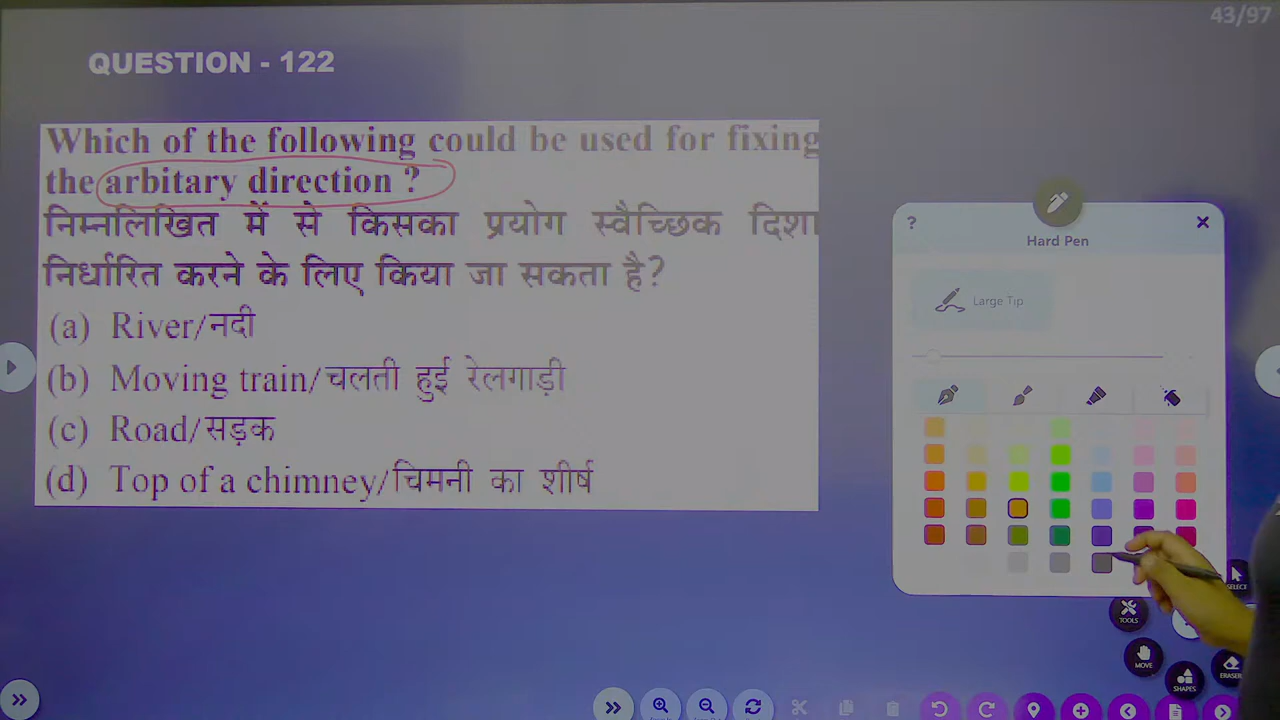 43/97
QUESTION - 122
Which of the following could be used for fixing
the arbitary direction ?
निम्नलिखित में से किसका प्रयोग स्वैच्छिक दिशा
निर्धारित करने के लिए किया जा सकता है?
(a) River/नदी
(b) Moving train/चलती हुई रेलगाड़ी
(c) Road/सड़क
(d) Top of a chimney/चिमनी का शीर्ष
?
Hard Pen
Large Tip
SELECT
TOOLS
MOVE
SHAPES
ERASER